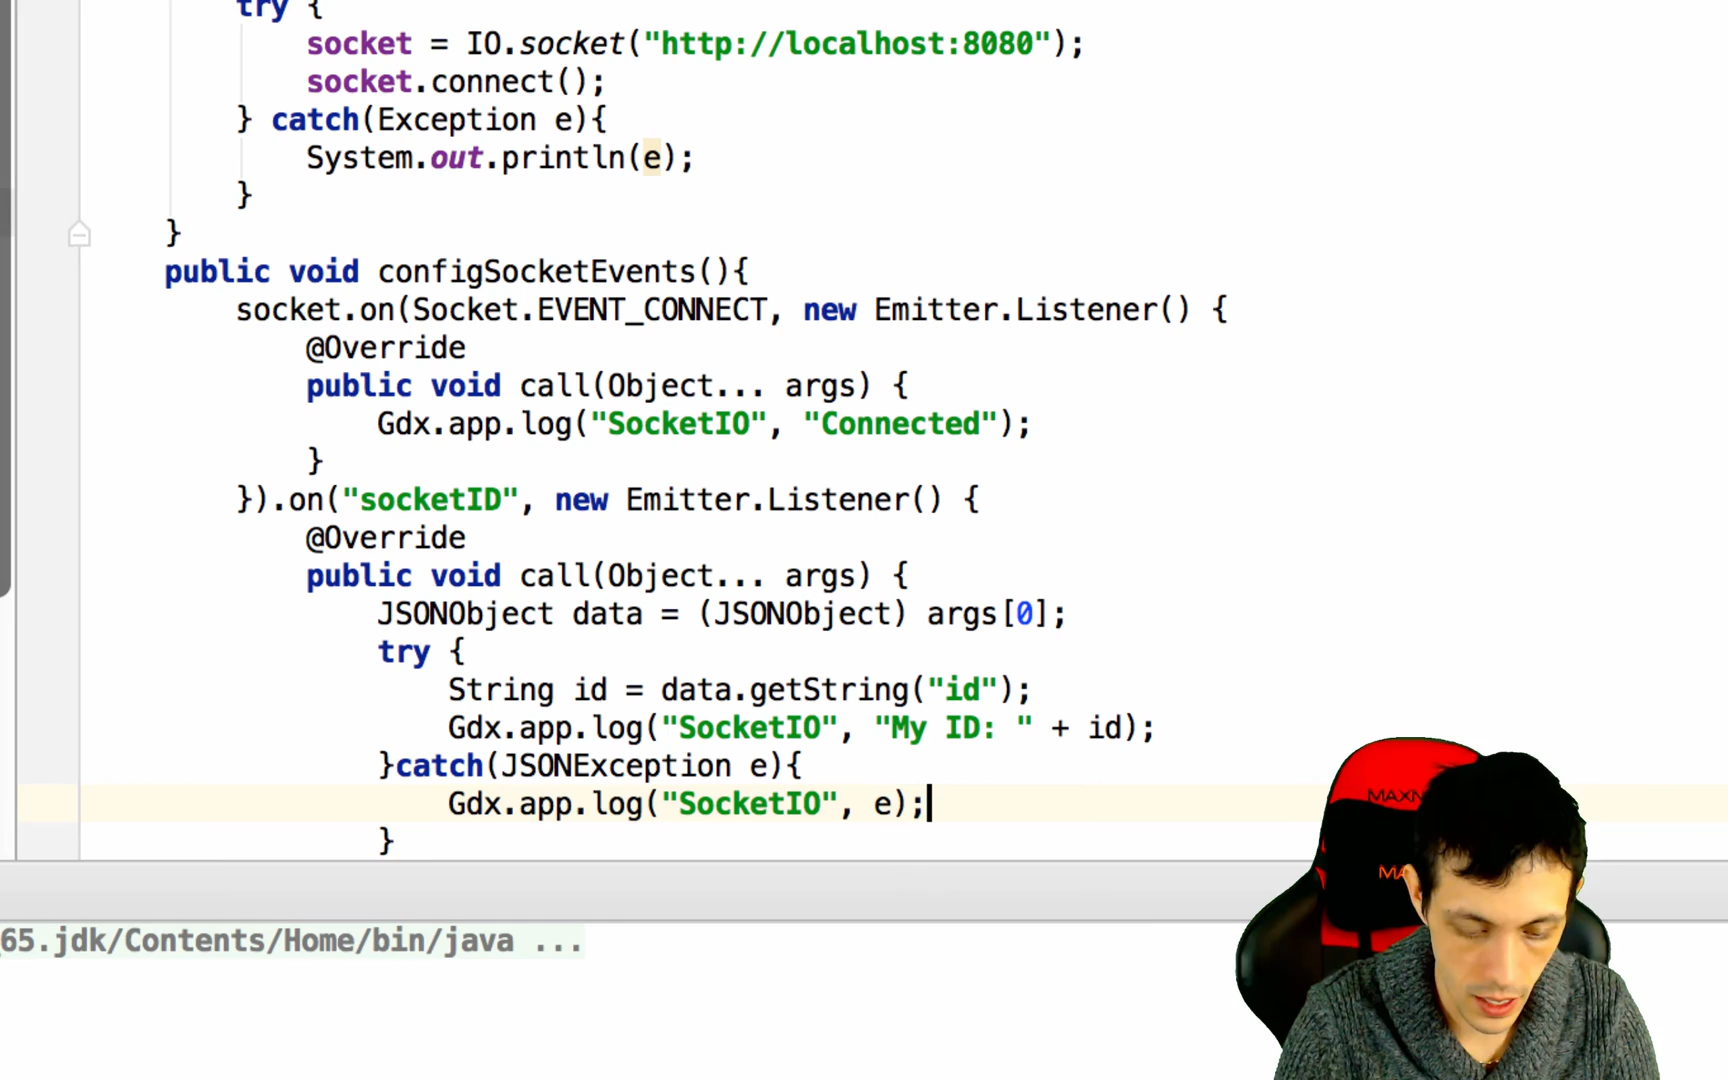 try {
socket = IO.socket("http://localhost:8080");
socket.connect();
} catch(Exception e){
System.out.println(e);
}
}
public void configSocketEvents(){
socket.on(Socket.EVENT_CONNECT, new Emitter.Listener() {
@Override
public void call(Object... args) {
Gdx.app.log("SocketIO", "Connected");
}
}).on("socketID", new Emitter.Listener() {
@Override
public void call(Object... args) {
JSONObject data = (JSONObject) args[0];
try {
String id = data.getString("id");
Gdx.app.log("SocketIO", "My ID: " + id);
}catch(JSONException e){
Gdx.app.log("SocketIO", e);
}
65.jdk/Contents/Home/bin/java ...